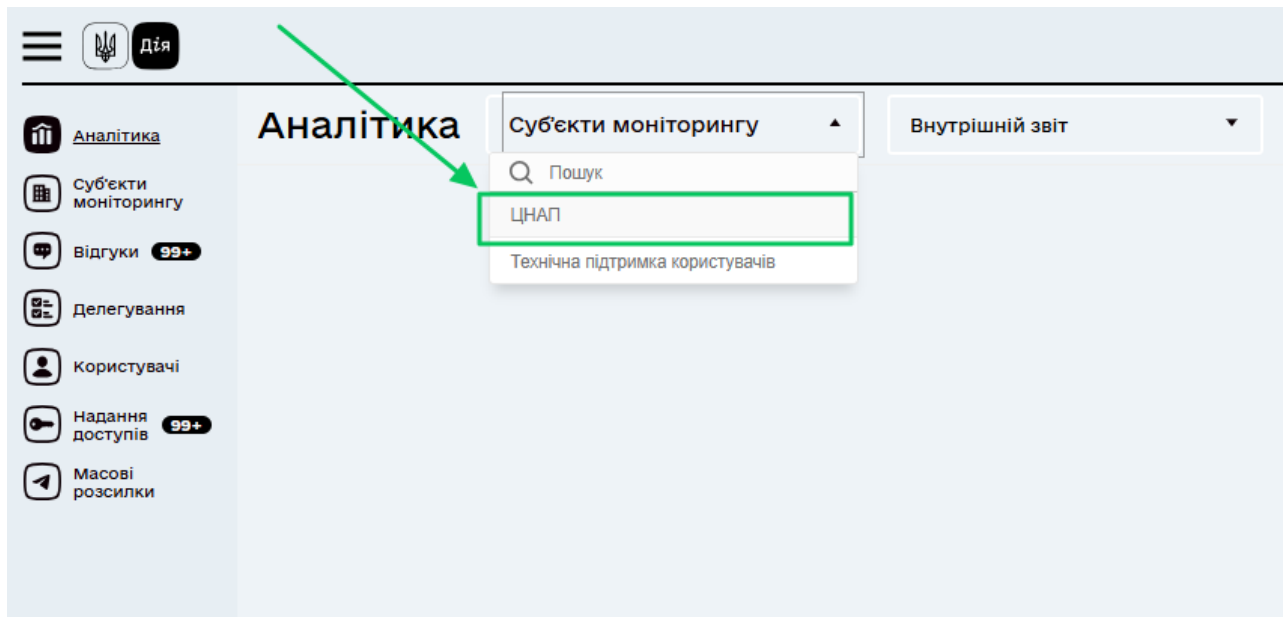 Дія
Аналітика
Суб'єкти моніторингу
Внутрішній звіт
Пошук
ЦНАП
Технічна підтримка користувачів
Аналітика
Суб'єкти
моніторингу
Відгуки 99+
Делегування
Користувачі
Надання
доступів 99+
Масові
розсилки